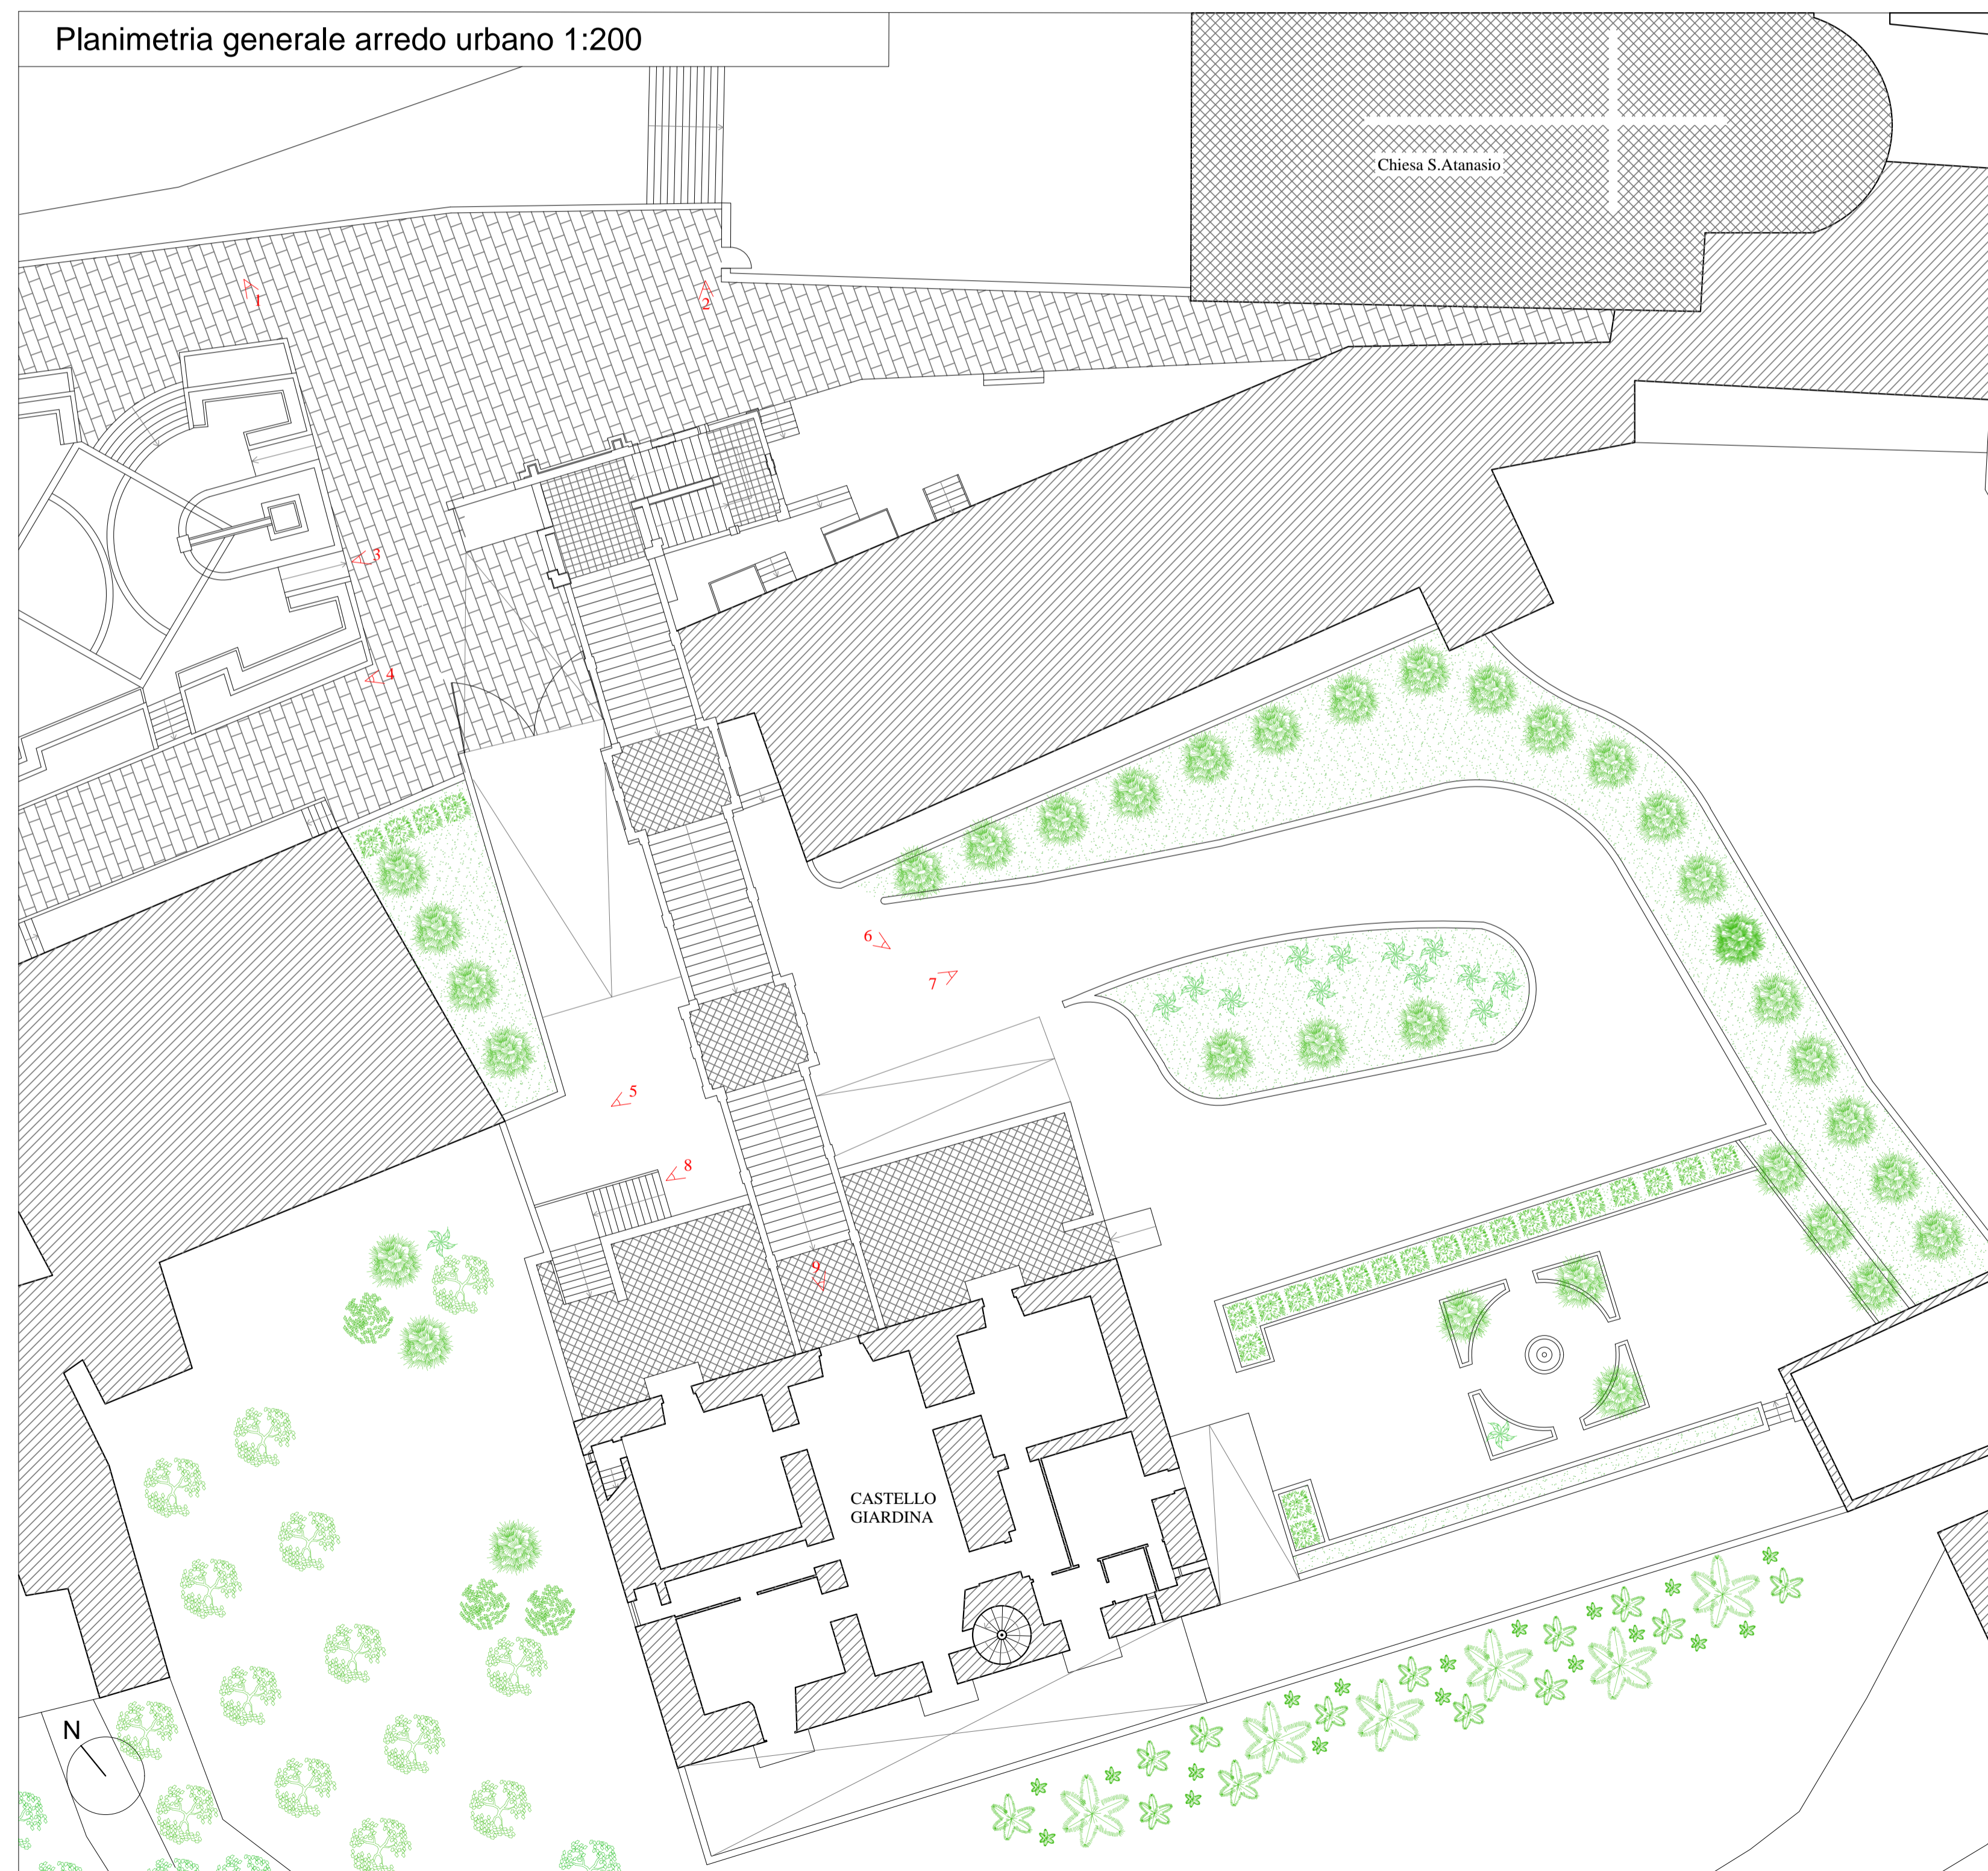 Planimetria generale arredo urbano 1:200
Chiesa S.Atanasio
1
2
3
4
6
7
5
8
9
CASTELLO
GIARDINA
N